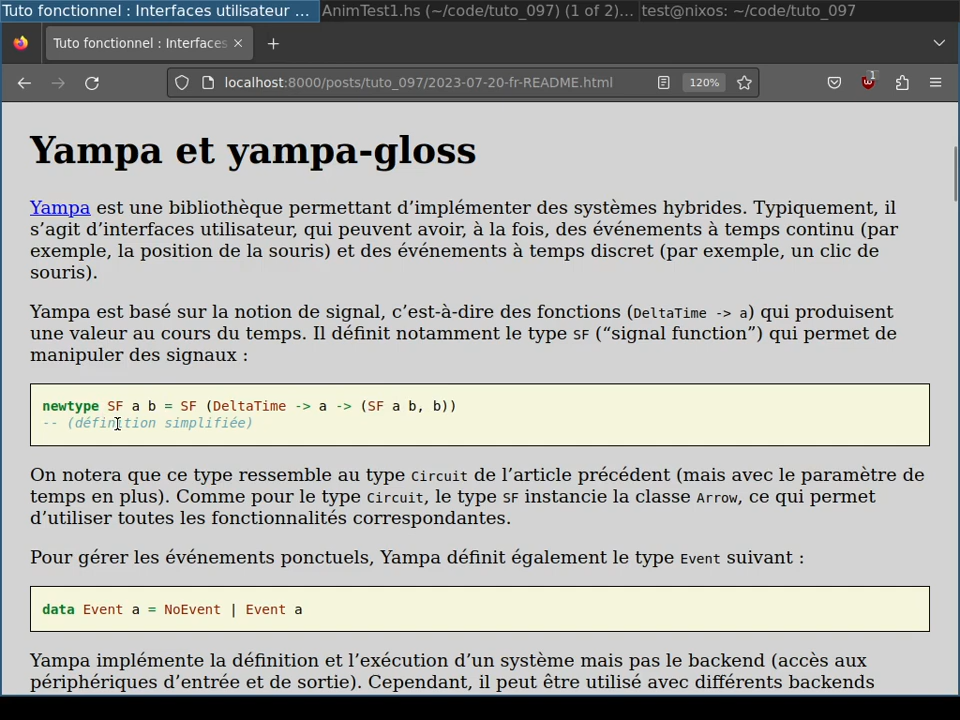 Tuto fonctionnel : Interfaces utilisateur ... AnimTest1.hs (~/code/tuto_097) (1 of 2)... test@nixos: ~/code/tuto_097
Tuto fonctionnel : Interfaces
localhost:8000/posts/tuto_097/2023-07-20-fr-README.html 120% 1
Yampa et yampa-gloss
Yampa est une bibliothèque permettant d’implémenter des systèmes hybrides. Typiquement, il
s’agit d’interfaces utilisateur, qui peuvent avoir, à la fois, des événements à temps continu (par
exemple, la position de la souris) et des événements à temps discret (par exemple, un clic de
souris).
Yampa est basé sur la notion de signal, c’est-à-dire des fonctions (DeltaTime -> a) qui produisent
une valeur au cours du temps. Il définit notamment le type SF (“signal function”) qui permet de
manipuler des signaux :
newtype SF a b = SF (DeltaTime -> a -> (SF a b, b))
-- (définition simplifiée)
On notera que ce type ressemble au type Circuit de l’article précédent (mais avec le paramètre de
temps en plus). Comme pour le type Circuit, le type SF instancie la classe Arrow, ce qui permet
d’utiliser toutes les fonctionnalités correspondantes.
Pour gérer les événements ponctuels, Yampa définit également le type Event suivant :
data Event a = NoEvent | Event a
Yampa implémente la définition et l’exécution d’un système mais pas le backend (accès aux
périphériques d’entrée et de sortie). Cependant, il peut être utilisé avec différents backends